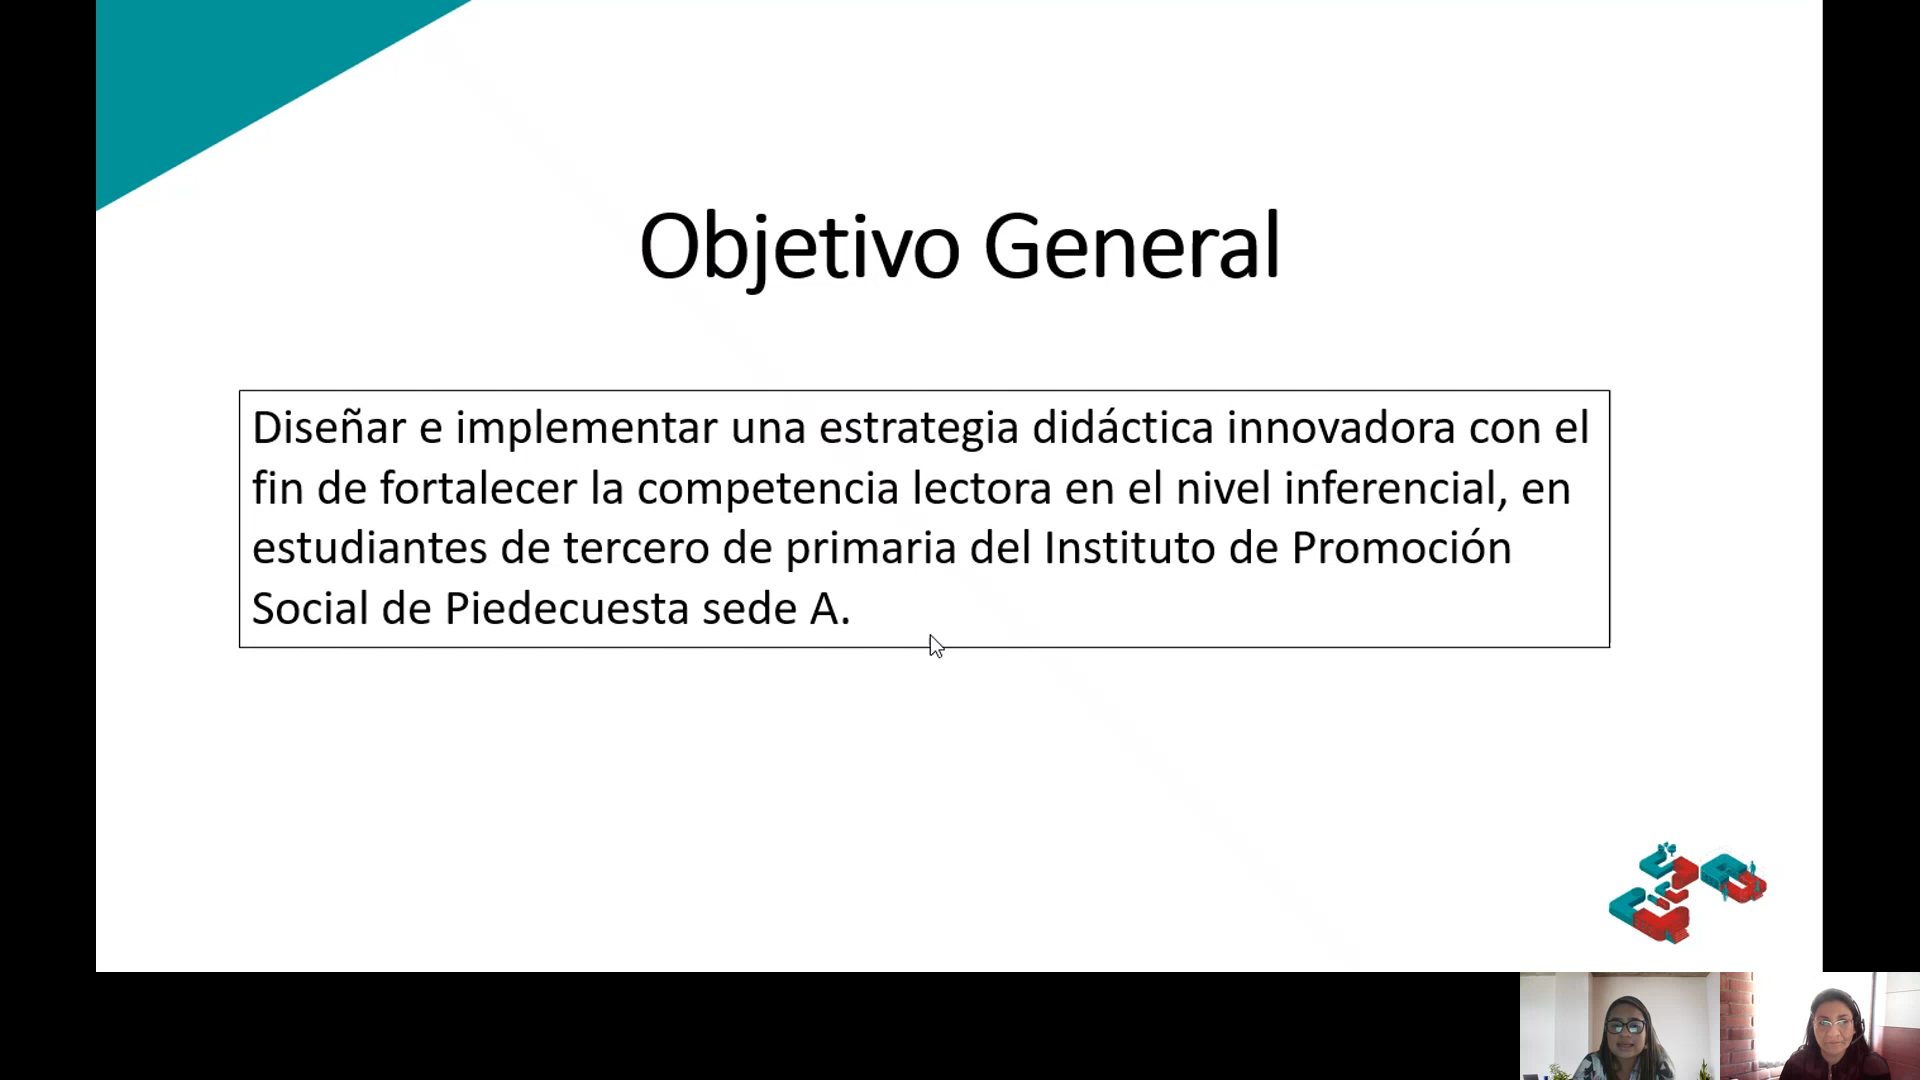 Objetivo General
Diseñar e implementar una estrategia didáctica innovadora con el
fin de fortalecer la competencia lectora en el nivel inferencial, en
estudiantes de tercero de primaria del Instituto de Promoción
Social de Piedecuesta sede A.